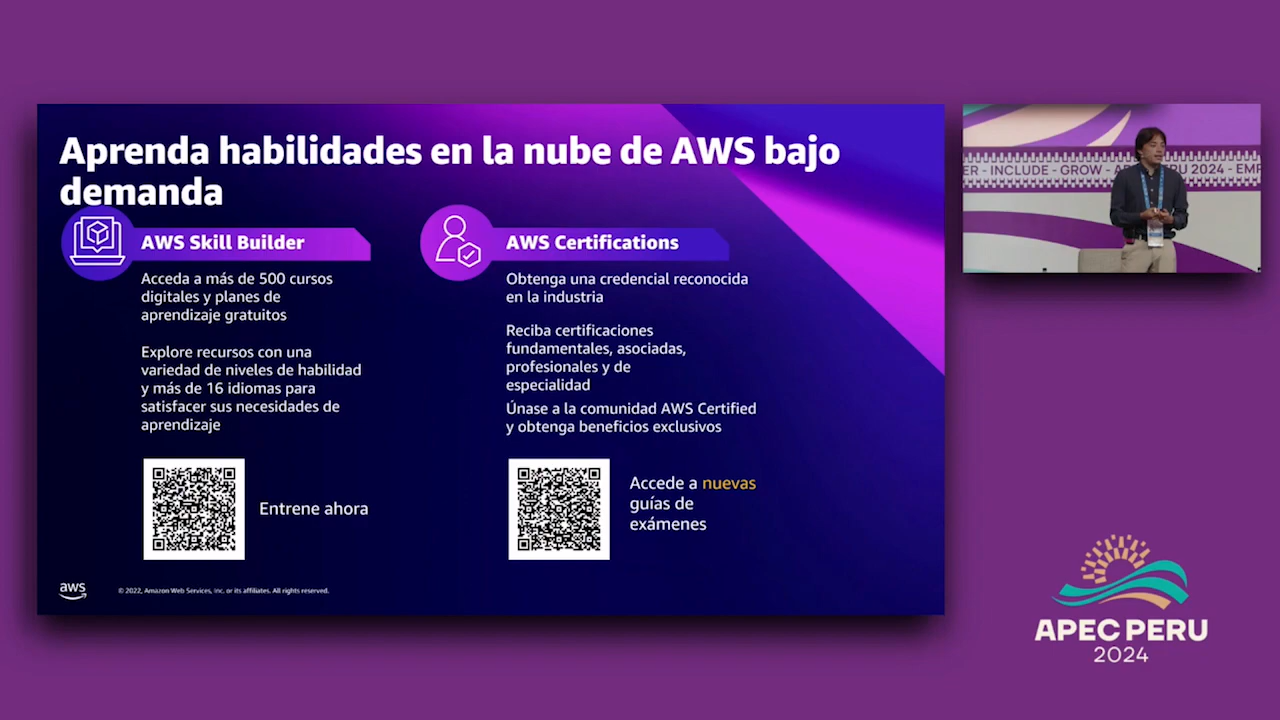 Aprenda habilidades en la nube de AWS bajo
demanda
AWS Skill Builder
Acceda a más de 500 cursos
digitales y planes de
aprendizaje gratuitos
Explore recursos con una
variedad de niveles de habilidad
y más de 16 idiomas para
satisfacer sus necesidades de
aprendizaje
Entrene ahora
AWS Certifications
Obtenga una credencial reconocida
en la industria
Reciba certificaciones
fundamentales, asociadas,
profesionales y de
especialidad
Únase a la comunidad AWS Certified
y obtenga beneficios exclusivos
Accede a nuevas
guías de
exámenes
aws
© 2022, Amazon Web Services, Inc. or its affiliates. All rights reserved.
INCLUDE - GROW - 2024 -
APEC PERU
2024